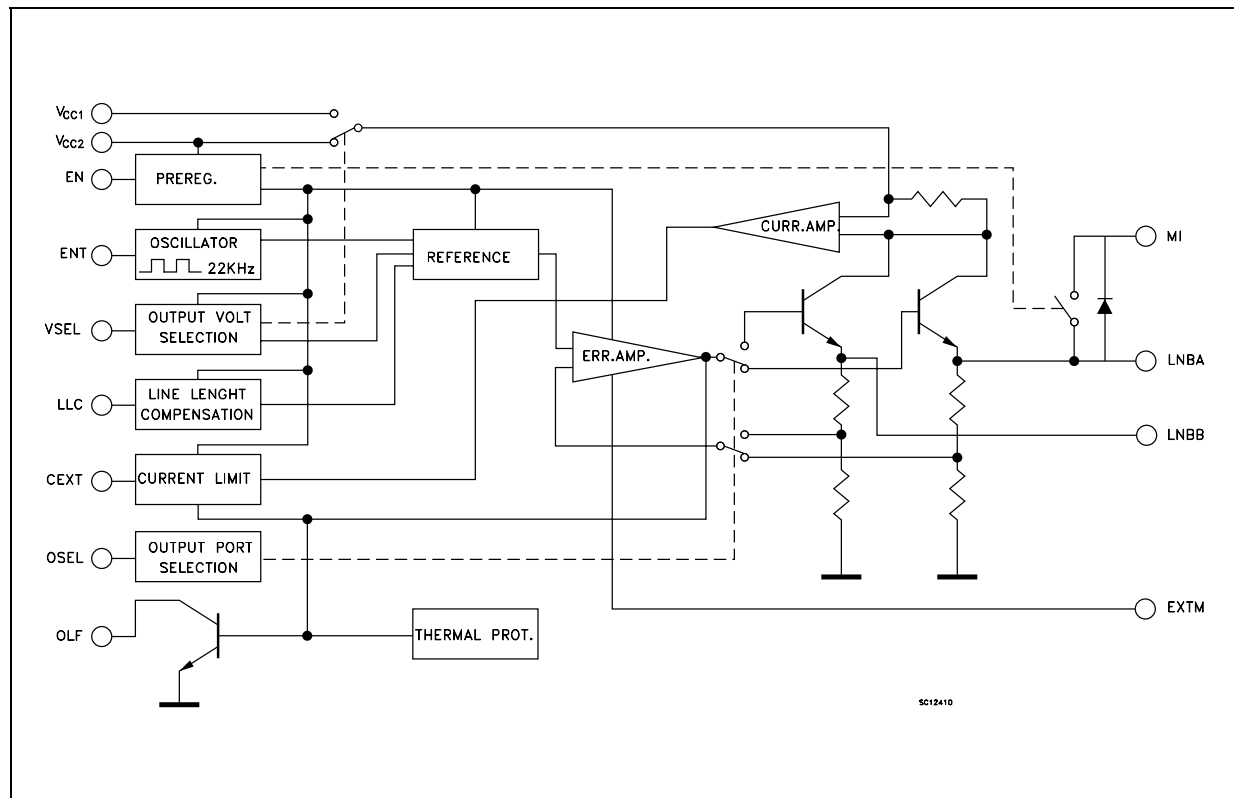 VCC1
VCC2
EN
PREREG.
ENT
OSCILLATOR
22KHz
REFERENCE
CURR.AMP.
MI
VSEL
OUTPUT VOLT
SELECTION
ERR.AMP.
LNBA
LLC
LINE LENGHT
COMPENSATION
LNBB
CEXT
CURRENT LIMIT
OSEL
OUTPUT PORT
SELECTION
EXTM
OLF
THERMAL PROT.
SC12410